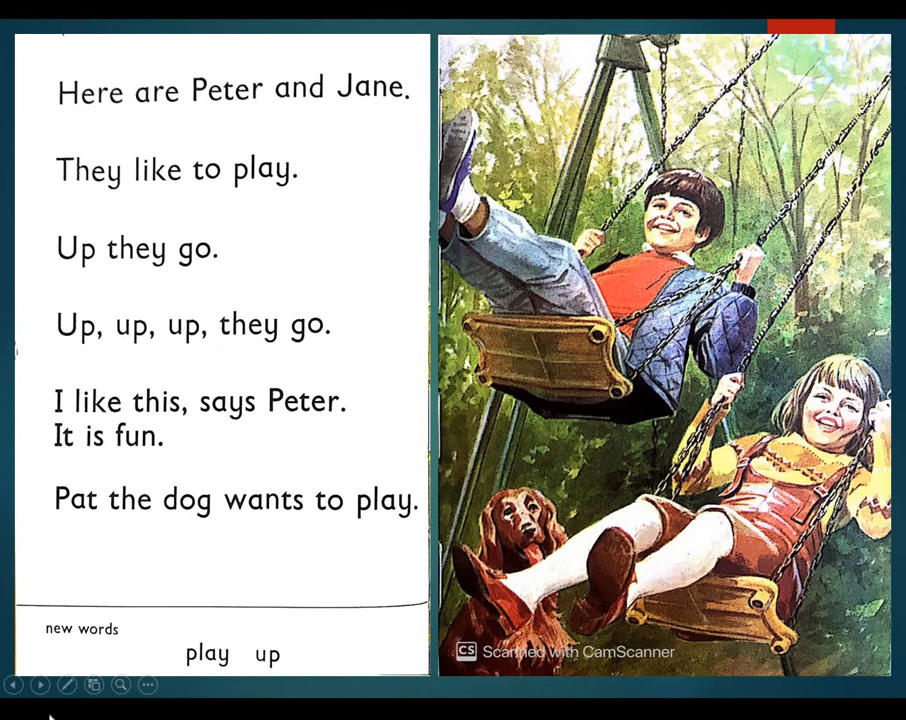 Here are Peter and Jane.
They like to play.
Up they go.
Up, up, up, they go.
I like this, says Peter.
It is fun.
Pat the dog wants to play.
new words
play up
CS Scanned with CamScanner